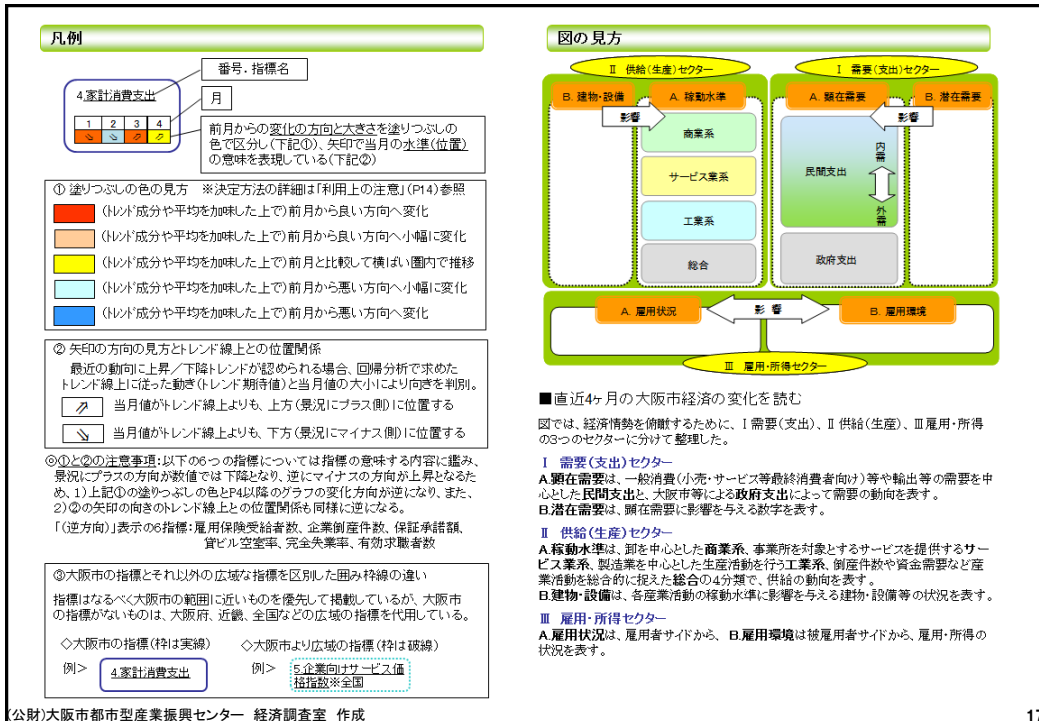 凡例
番号．指標名
4.家計消費支出
月
1 2 3 4
前月からの変化の方向と大きさを塗りつぶしの
色で区分し(下記①)、矢印で当月の水準(位置)
の意味を表現している(下記②)
① 塗りつぶしの色の見方 ※決定方法の詳細は「利用上の注意」(P14)参照
(トレンド成分や平均を加味した上で)前月から良い方向へ変化
(トレンド成分や平均を加味した上で)前月から良い方向へ小幅に変化
(トレンド成分や平均を加味した上で)前月と比較して横ばい圏内で推移
(トレンド成分や平均を加味した上で)前月から悪い方向へ小幅に変化
(トレンド成分や平均を加味した上で)前月から悪い方向へ変化
② 矢印の方向の見方とトレンド線上との位置関係
最近の動向に上昇／下降トレンドが認められる場合、回帰分析で求めた
トレンド線上に従った動き(トレンド期待値)と当月値の大小により向きを判別。
当月値がトレンド線上よりも、上方(景況にプラス側)に位置する
当月値がトレンド線上よりも、下方(景況にマイナス側)に位置する
◎①と②の注意事項:以下の6つの指標については指標の意味する内容に鑑み、
景況にプラスの方向が数値では下降となり、逆にマイナスの方向が上昇となるた
め、1)上記①の塗りつぶしの色とP4以降のグラフの変化方向が逆になり、また、
2)②の矢印の向きのトレンド線上との位置関係も同様に逆になる。
「(逆方向)」表示の6指標:雇用保険受給者数、企業倒産件数、保証承諾額、
賃ビル空室率、完全失業率、有効求職者数
③大阪市の指標とそれ以外の広域な指標を区別した囲み枠線の違い
指標はなるべく大阪市の範囲に近いものを優先して掲載しているが、大阪市
の指標がないものは、大阪府、近畿、全国などの広域の指標を代用している。
◇大阪市の指標(枠は実線) ◇大阪市より広域の指標(枠は破線)
例＞ 4.家計消費支出 例＞ 5.企業向けサービス価
格指数※全国
(公財)大阪市都市型産業振興センター 経済調査室 作成
図の見方
Ⅱ 供給(生産)セクター Ⅰ 需要(支出)セクター
B. 建物・設備 A. 稼動水準 A. 顕在需要 B. 潜在需要
影響 影響
商業系
サービス業系
工業系
総合
民間支出
内需
外需
政府支出
A. 雇用状況 影 響 B. 雇用環境
Ⅲ 雇用・所得セクター
■直近4ヶ月の大阪市経済の変化を読む
図では、経済情勢を俯瞰するために、Ⅰ需要(支出)、Ⅱ供給(生産)、Ⅲ雇用・所得
の3つのセクターに分けて整理した。
Ⅰ 需要(支出)セクター
A.顕在需要は、一般消費(小売・サービス等最終消費者向け)等や輸出等の需要を中
心とした民間支出と、大阪市等による政府支出によって需要の動向を表す。
B.潜在需要は、顕在需要に影響を与える数字を表す。
Ⅱ 供給(生産)セクター
A.稼動水準は、卸を中心とした商業系、事業所を対象とするサービスを提供するサー
ビス業系、製造業を中心とした生産活動を行う工業系、倒産件数や資金需要など産
業活動を総合的に捉えた総合の4分類で、供給の動向を表す。
B.建物・設備は、各産業活動の稼動水準に影響を与える建物・設備等の状況を表す。
Ⅲ 雇用・所得セクター
A.雇用状況は、雇用者サイドから、B.雇用環境は被雇用者サイドから、雇用・所得の
状況を表す。
17